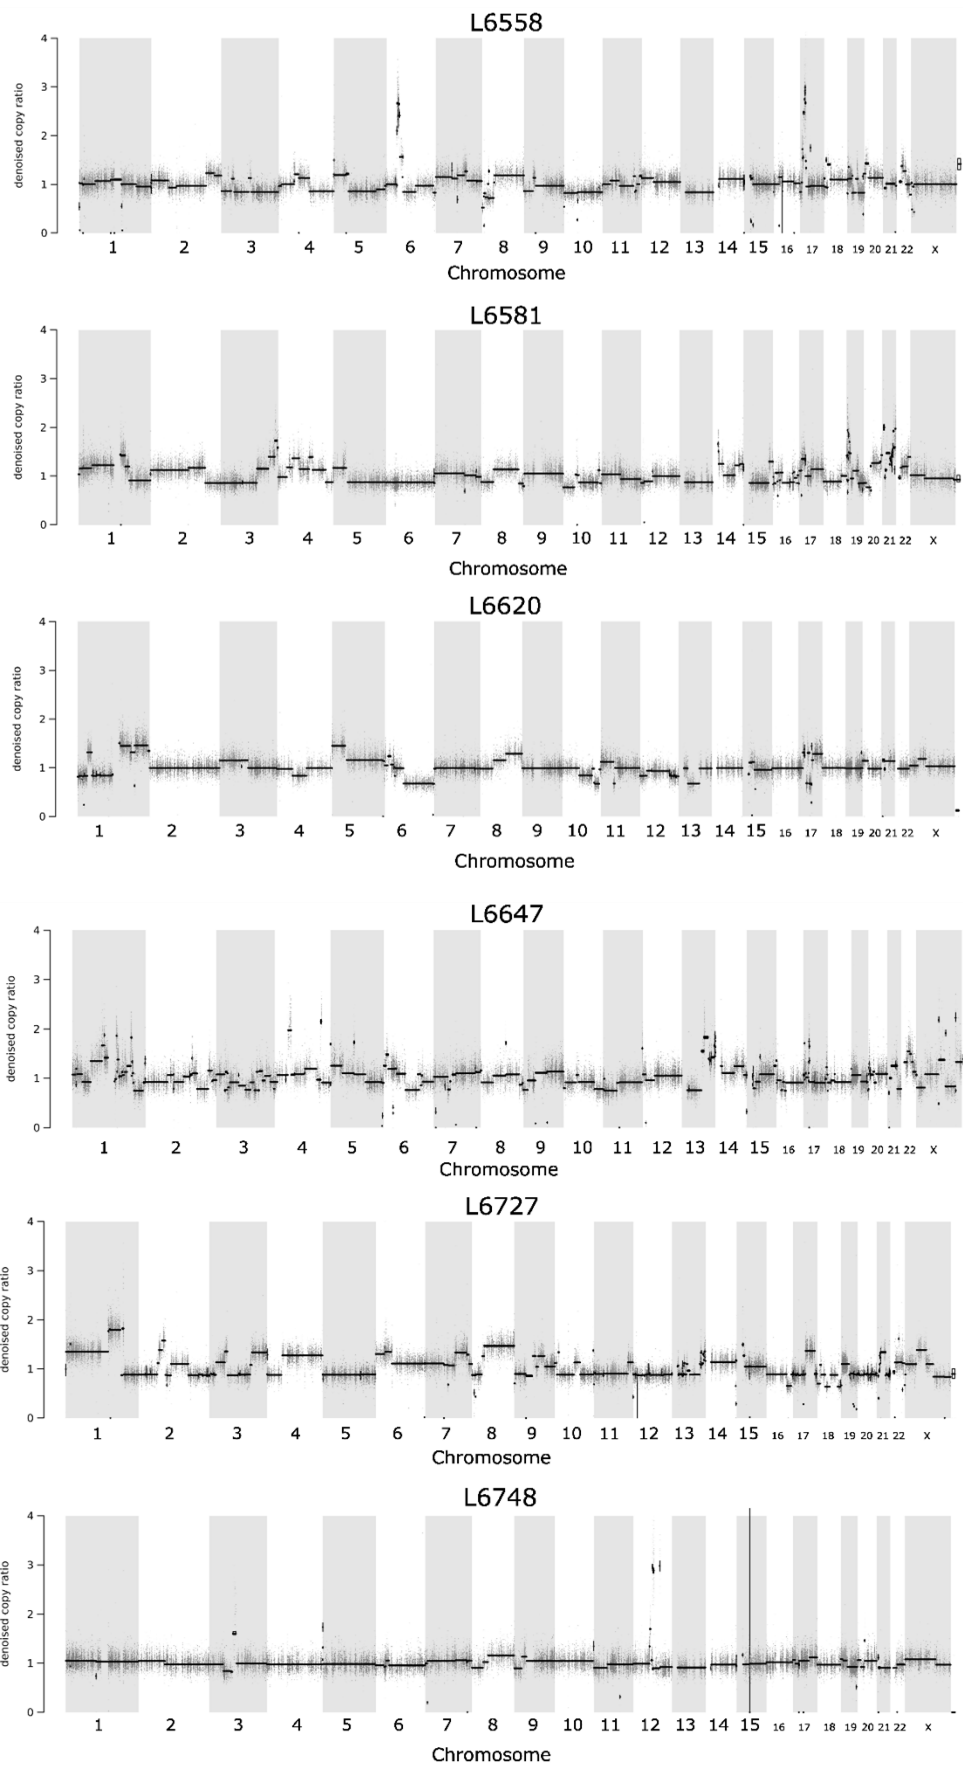 L6558
denoised copy ratio
4
3
2
1
0
1 2 3 4 5 6 7 8 9 10 11 12 13 14 15 16 17 18 19 20 21 22 X
Chromosome
L6581
denoised copy ratio
4
3
2
1
0
1 2 3 4 5 6 7 8 9 10 11 12 13 14 15 16 17 18 19 20 21 22 X
Chromosome
L6620
denoised copy ratio
4
3
2
1
0
1 2 3 4 5 6 7 8 9 10 11 12 13 14 15 16 17 18 19 20 21 22 X
Chromosome
L6647
denoised copy ratio
4
3
2
1
0
1 2 3 4 5 6 7 8 9 10 11 12 13 14 15 16 17 18 19 20 21 22 X
Chromosome
L6727
denoised copy ratio
4
3
2
1
0
1 2 3 4 5 6 7 8 9 10 11 12 13 14 15 16 17 18 19 20 21 22 X
Chromosome
L6748
denoised copy ratio
4
3
2
1
0
1 2 3 4 5 6 7 8 9 10 11 12 13 14 15 16 17 18 19 20 21 22 X
Chromosome